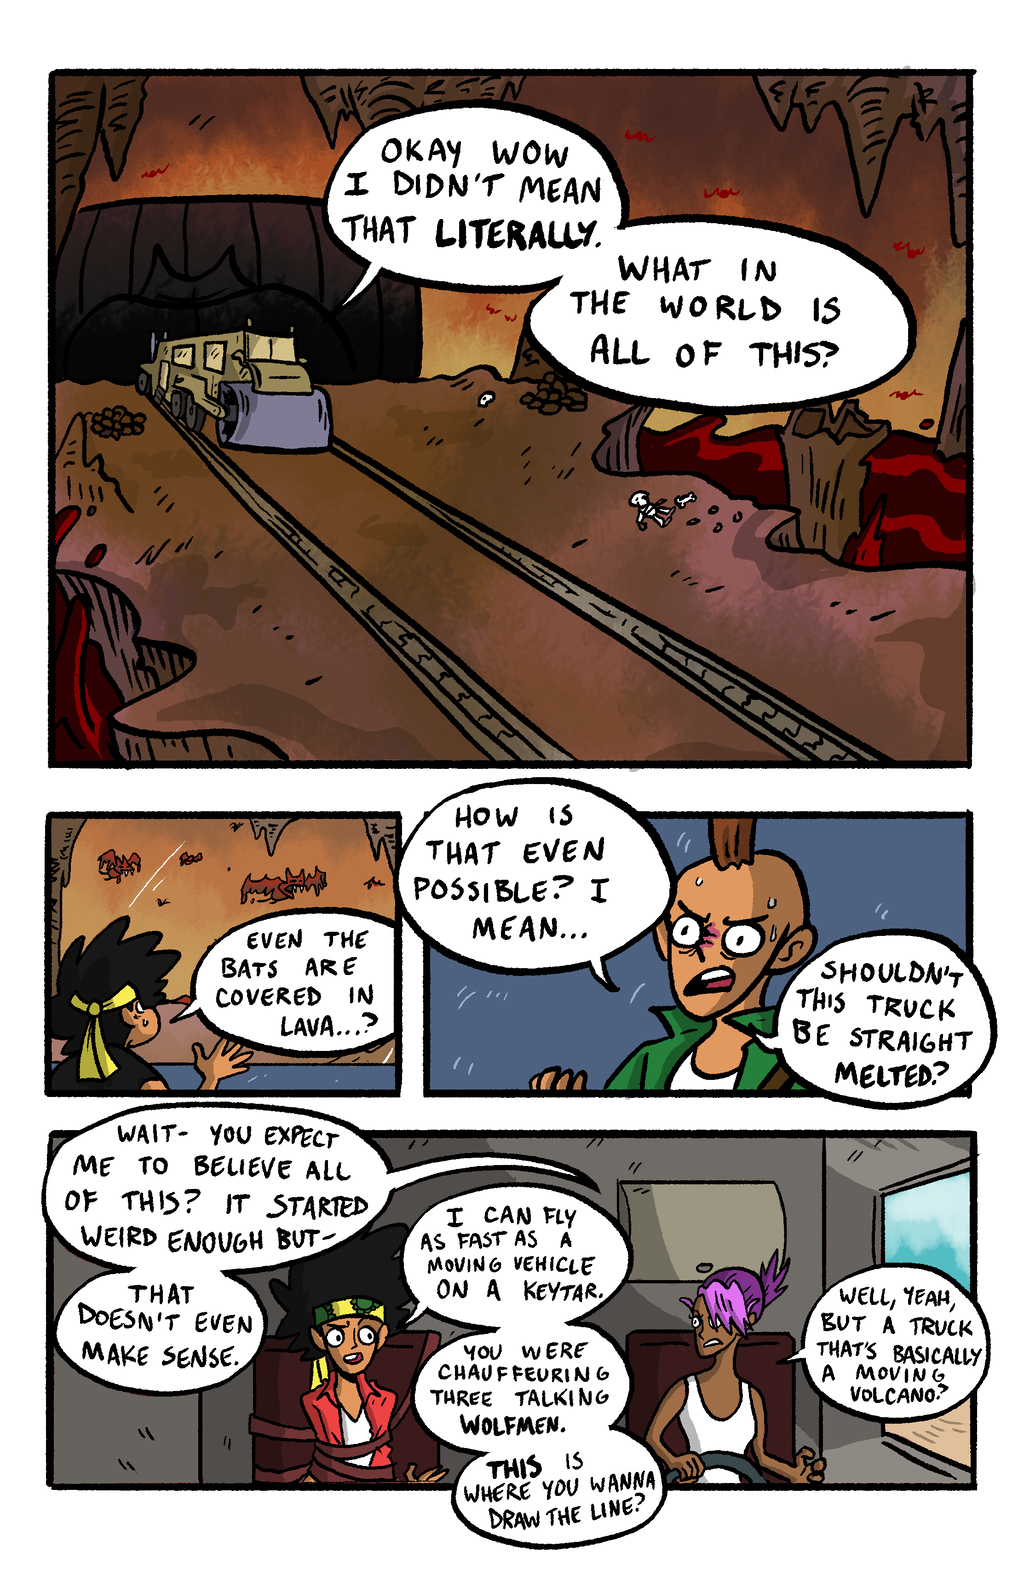 OKAY WOW
I DIDN'T MEAN
THAT LITERALLY.
WHAT IN
THE WORLD IS
ALL OF THIS?
EVEN THE
BATS ARE
COVERED IN
LAVA...?
HOW IS
THAT EVEN
POSSIBLE? I
MEAN...
SHOULDN'T
THIS TRUCK
BE STRAIGHT
MELTED?
WAIT- YOU EXPECT
ME TO BELIEVE ALL
OF THIS? IT STARTED
WEIRD ENOUGH BUT-
THAT
DOESN'T EVEN
MAKE SENSE.
I CAN FLY
AS FAST AS A
MOVING VEHICLE
ON A KEYTAR.
YOU WERE
CHAUFFEURING
THREE TALKING
WOLFMEN.
THIS IS
WHERE YOU WANNA
DRAW THE LINE?
WELL, YEAH,
BUT A TRUCK
THAT'S BASICALLY
A MOVING
VOLCANO?